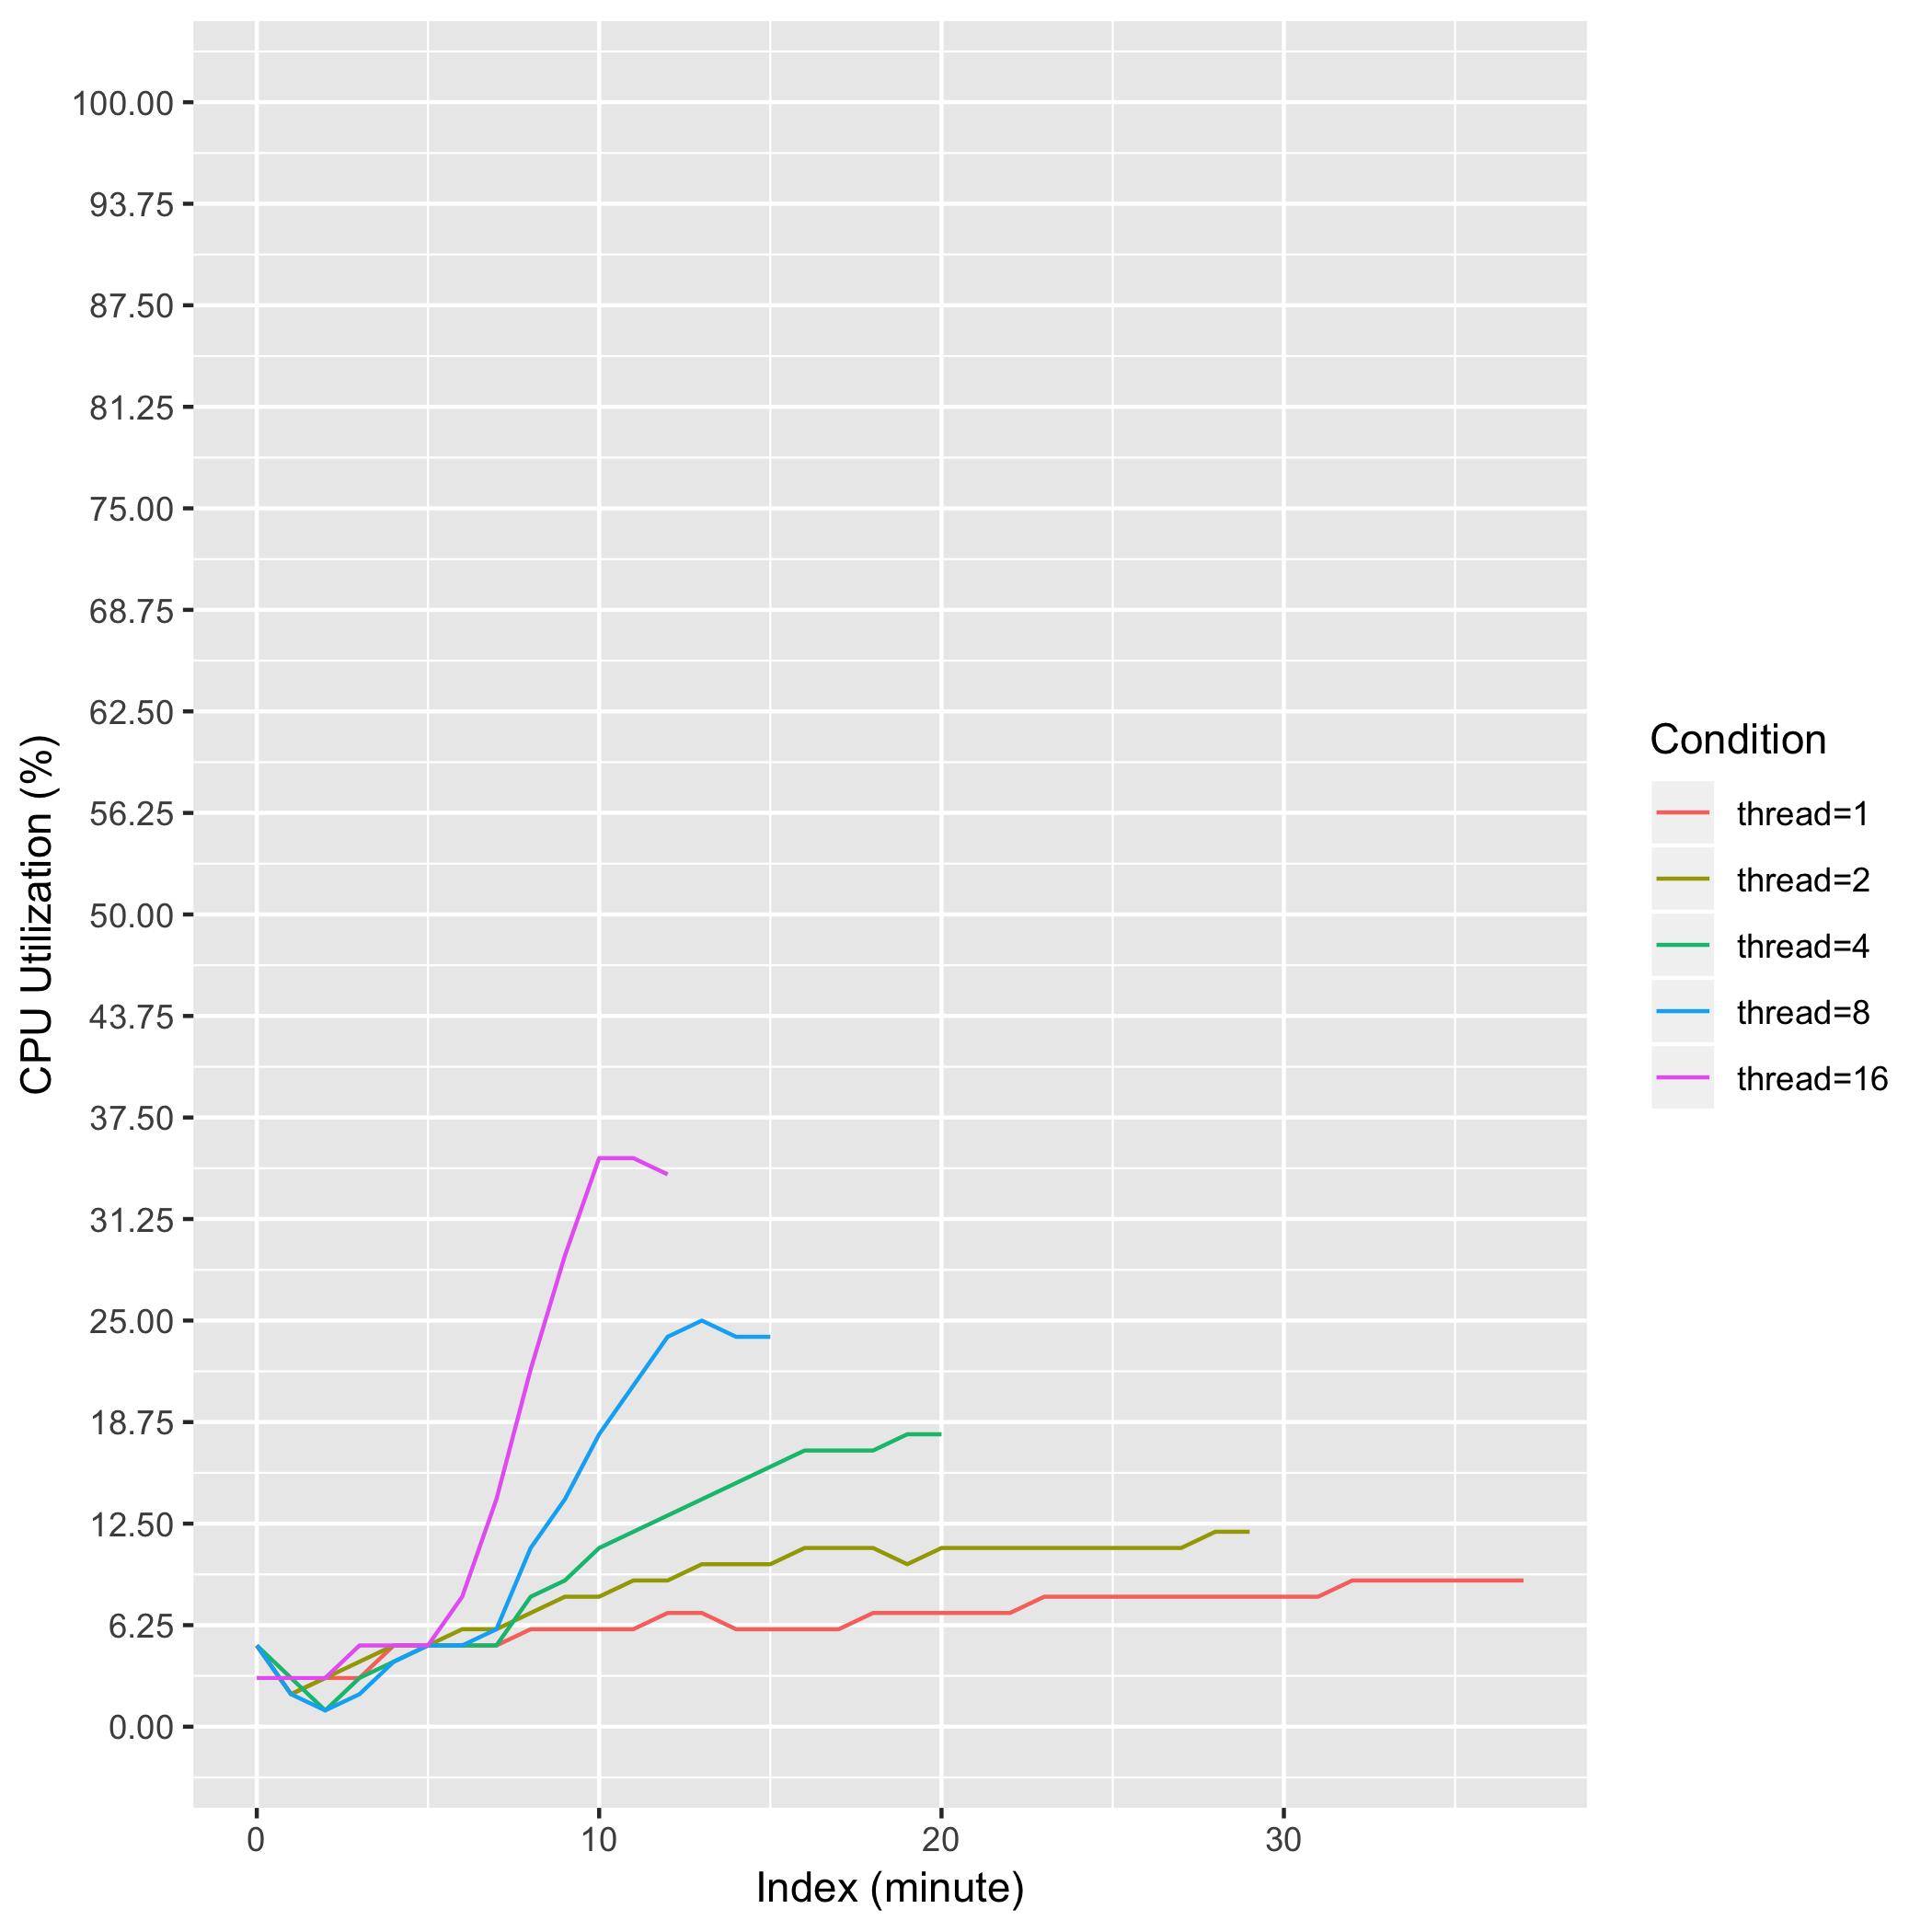 CPU Utilization (%)
100.00
93.75
87.50
81.25
75.00
68.75
62.50
56.25
50.00
43.75
37.50
31.25
25.00
18.75
12.50
6.25
0.00
0 10 20 30
Index (minute)
Condition
thread=1
thread=2
thread=4
thread=8
thread=16